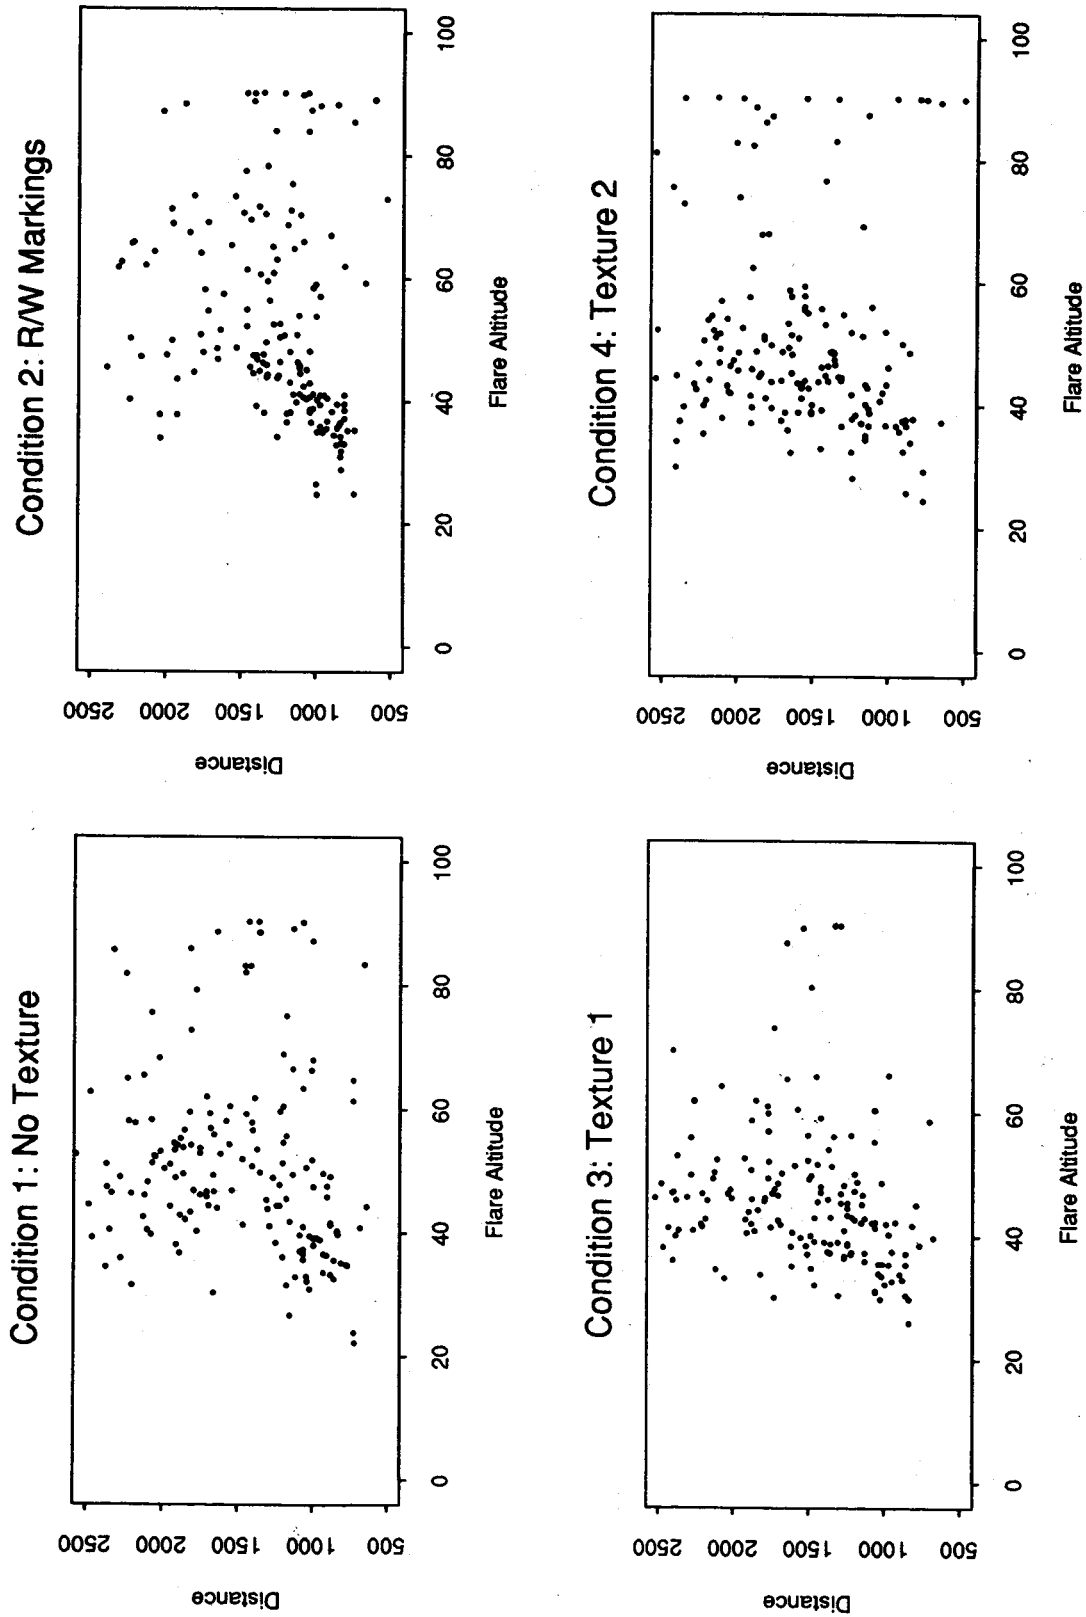 Condition 1: No Texture
Distance
2500
2000
1500
1000
500
0 20 40 60 80 100
Flare Altitude
Condition 2: R/W Markings
Distance
2500
2000
1500
1000
500
0 20 40 60 80 100
Flare Altitude
Condition 3: Texture 1
Distance
2500
2000
1500
1000
500
0 20 40 60 80 100
Flare Altitude
Condition 4: Texture 2
Distance
2500
2000
1500
1000
500
0 20 40 60 80 100
Flare Altitude